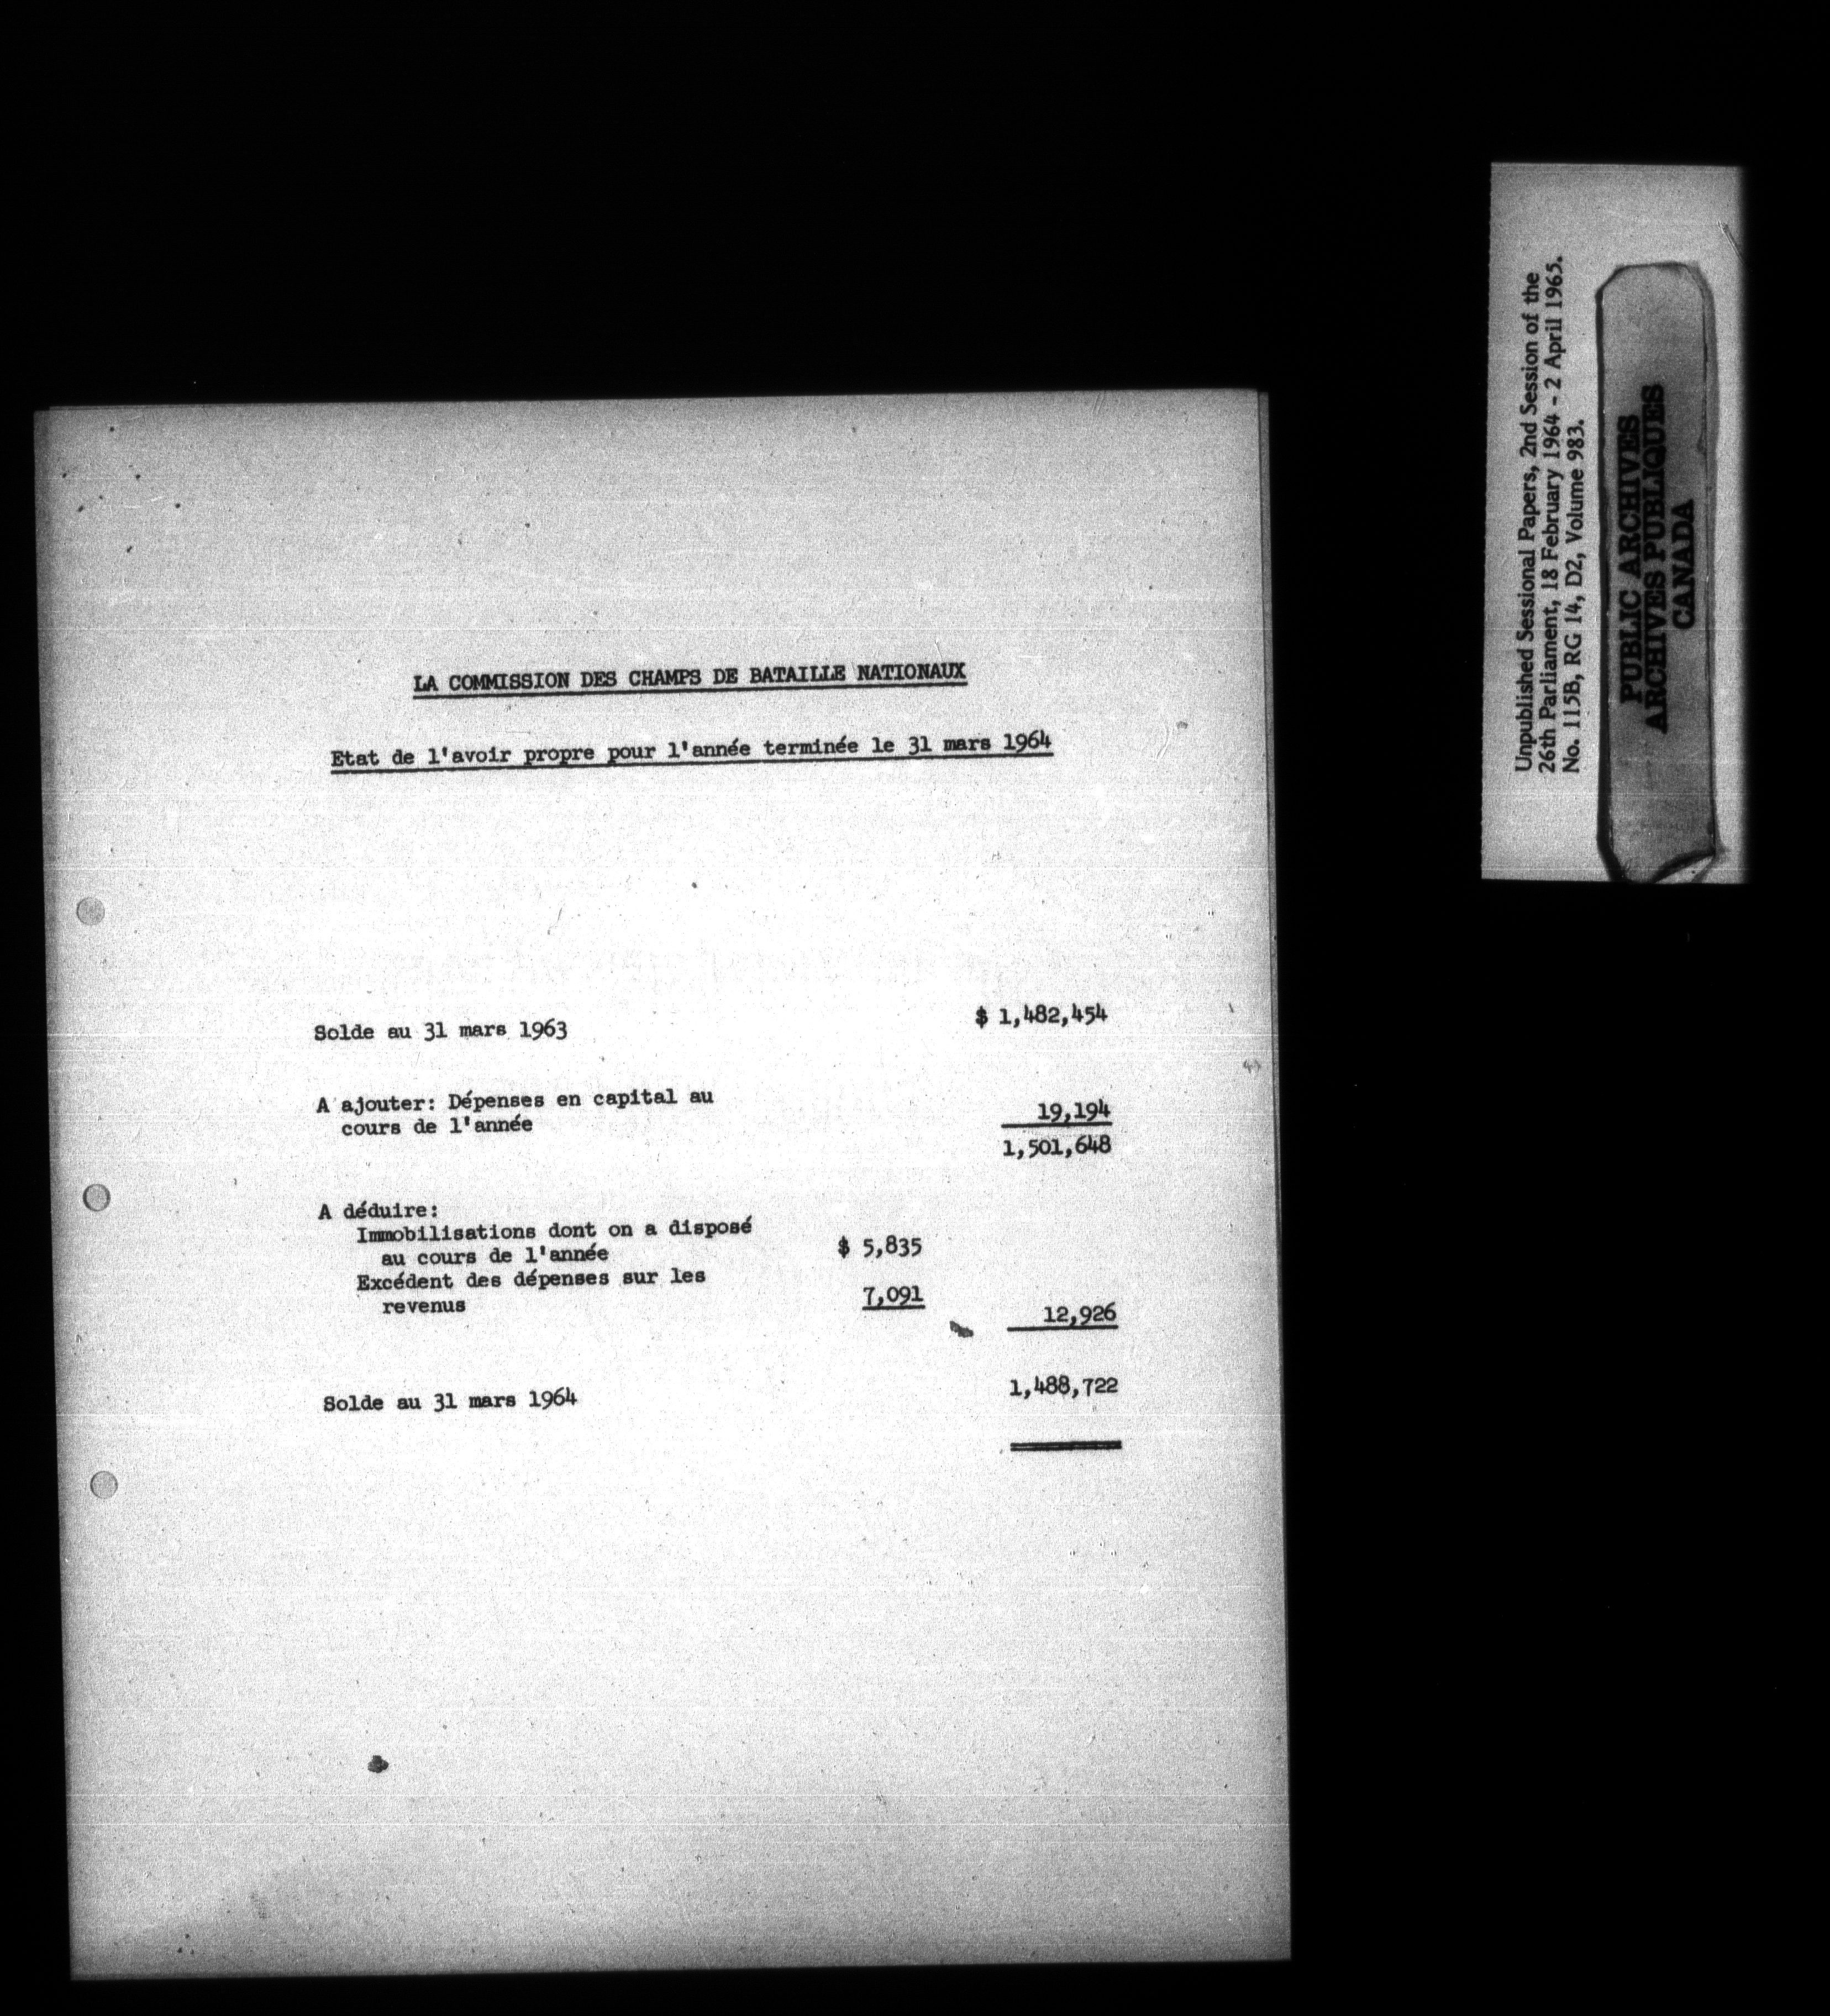 LA COMMISSION DES CHAMPS DE BATAILLE NATIONAUX
Etat de l'avoir propre pour l'année terminée le 31 mars 1964
Solde au 31 mars 1963 $ 1,482,454
A ajouter: Dépenses en capital au
cours de l'année 19,194
1,501,648
A déduire:
Immobilisations dont on a disposé
au cours de l'année $ 5,835
Excédent des dépenses sur les
revenus 7,091 12,926
Solde au 31 mars 1964 1,488,722
Unpublished Sessional Papers, 2nd Session of the
26th Parliament, 18 February 1964 - 2 April 1965.
No. 115B, RG 14, D2, Volume 983.
PUBLIC ARCHIVES
ARCHIVES PUBLIQUES
CANADA